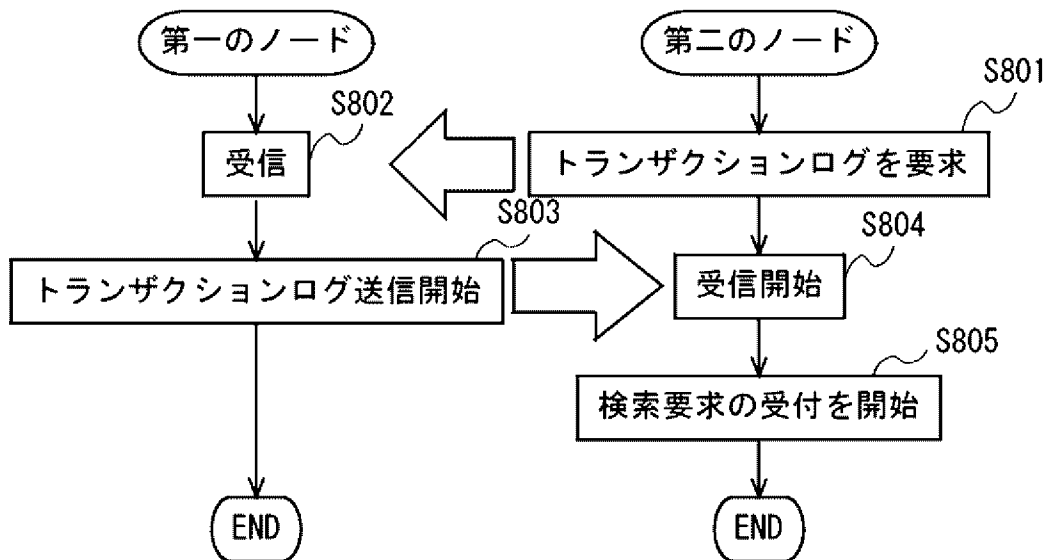 第一のノード
第二のノード
S801
トランザクションログを要求
S802
受信
S803
トランザクションログ送信開始
S804
受信開始
S805
検索要求の受付を開始
END
END